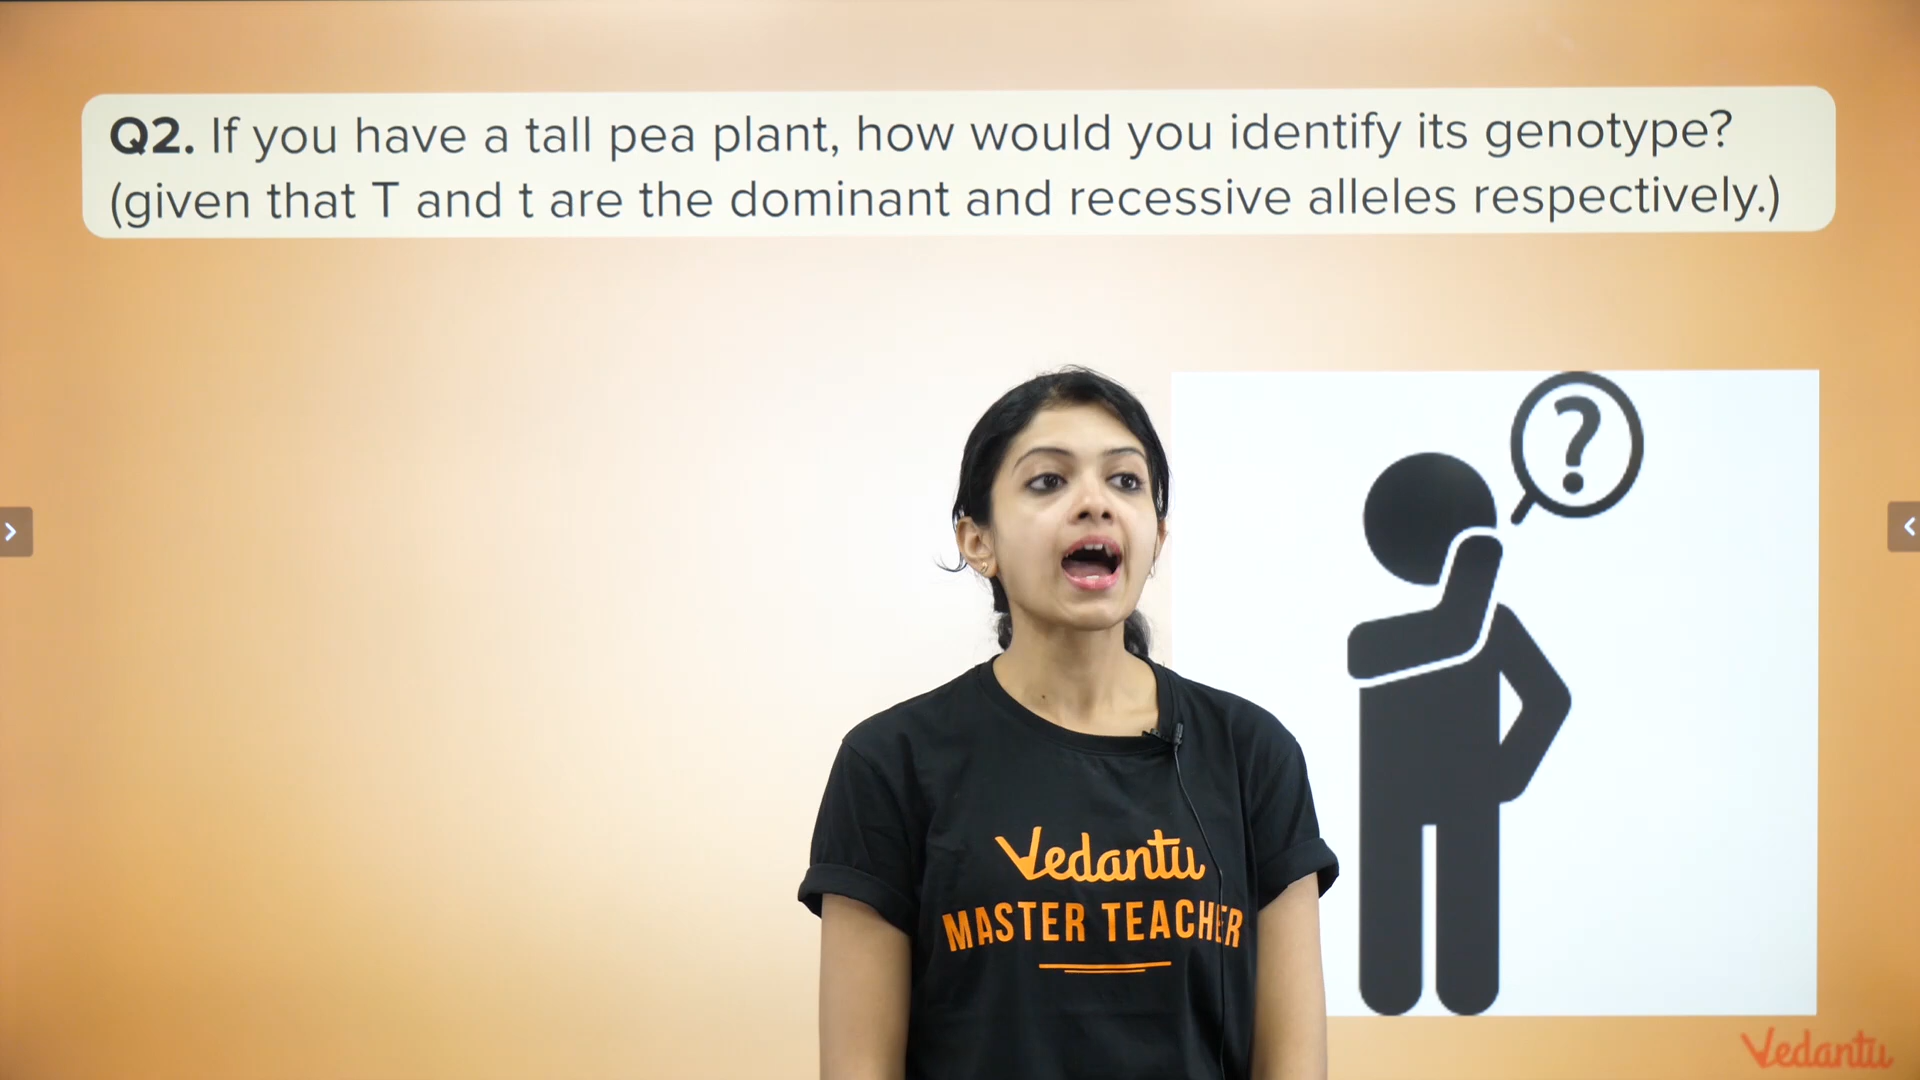 Q2. If you have a tall pea plant, how would you identify its genotype?
(given that T and t are the dominant and recessive alleles respectively.)
?
Vedantu
MASTER TEACHER
Vedantu